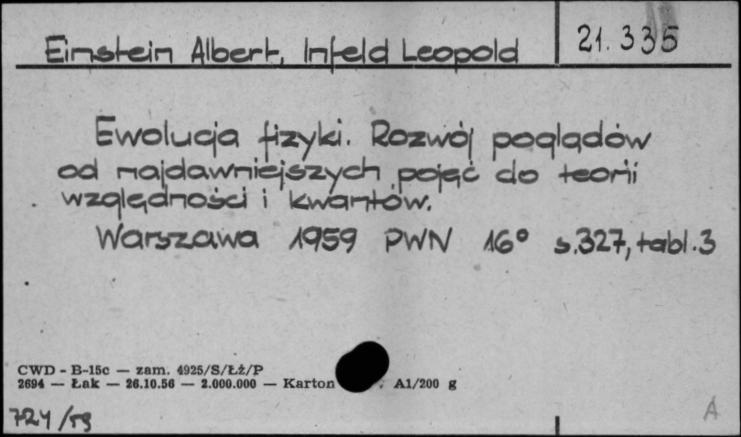 Einstein Albert, Infeld Leopold
21.335
Ewolucja fizyki. Rozwój poglądów
od najdawniejszych pojęć do teorii
względności i kwantów.
Warszawa 1959 PWN 16° s.327, tabl.3
CWD - B-15c — zam. 4925/S/Łż/P
2694 — Łak — 26.10.56 — 2.000.000 — Karton A1/200 g
724/59
A